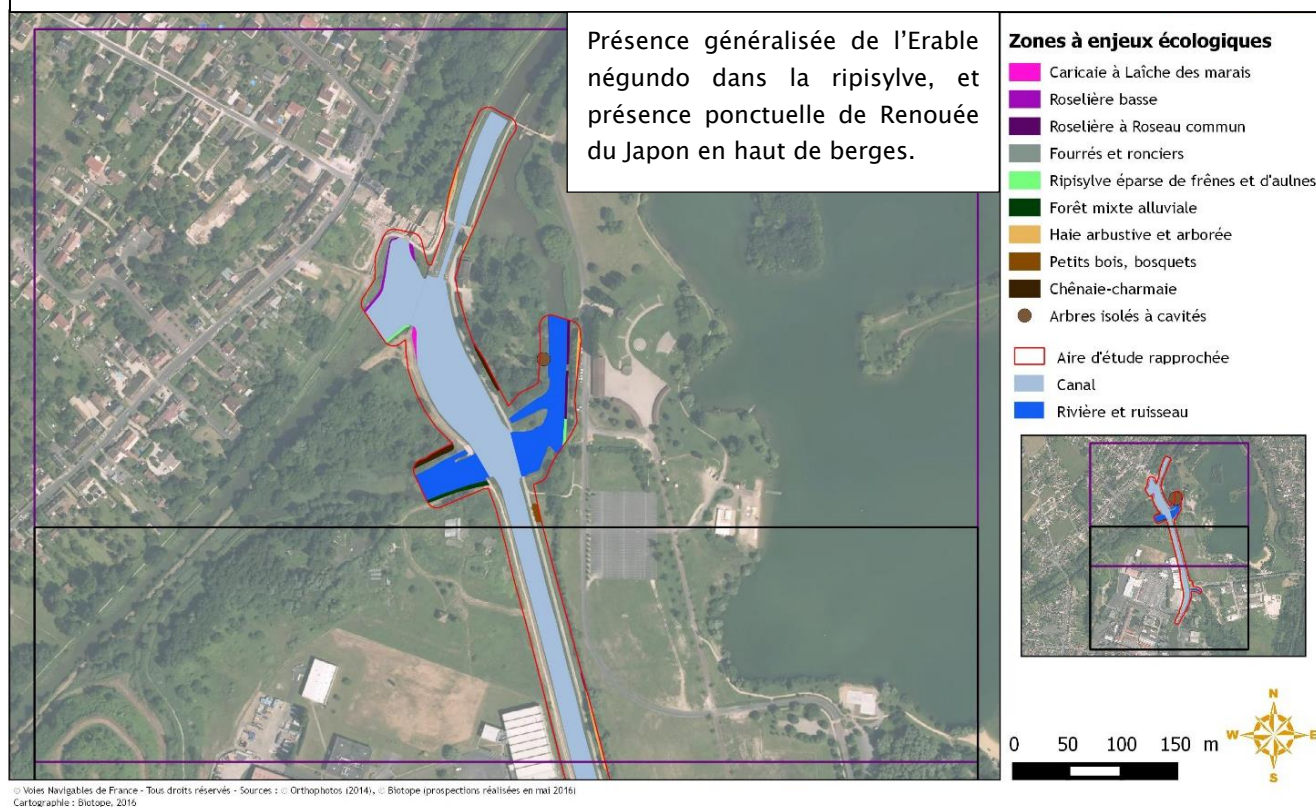 Présence généralisée de l'Erable
négundo dans la ripisylve, et
présence ponctuelle de Renouée
du Japon en haut de berges.
Zones à enjeux écologiques
Caricaie à Laîche des marais
Roselière basse
Roselière à Roseau commun
Fourrés et ronciers
Ripisylve éparse de frênes et d'aulnes
Forêt mixte alluviale
Haie arbustive et arborée
Petits bois, bosquets
Chênaie-charmaie
Arbres isolés à cavités
Aire d'étude rapprochée
Canal
Rivière et ruisseau
0 50 100 150 m
N
W E
S
© Voies Navigables de France - Tous droits réservés - Sources : © Orthophotos (2014), © Biotope (prospections réalisées en mai 2016)
Cartographie : Biotope, 2016